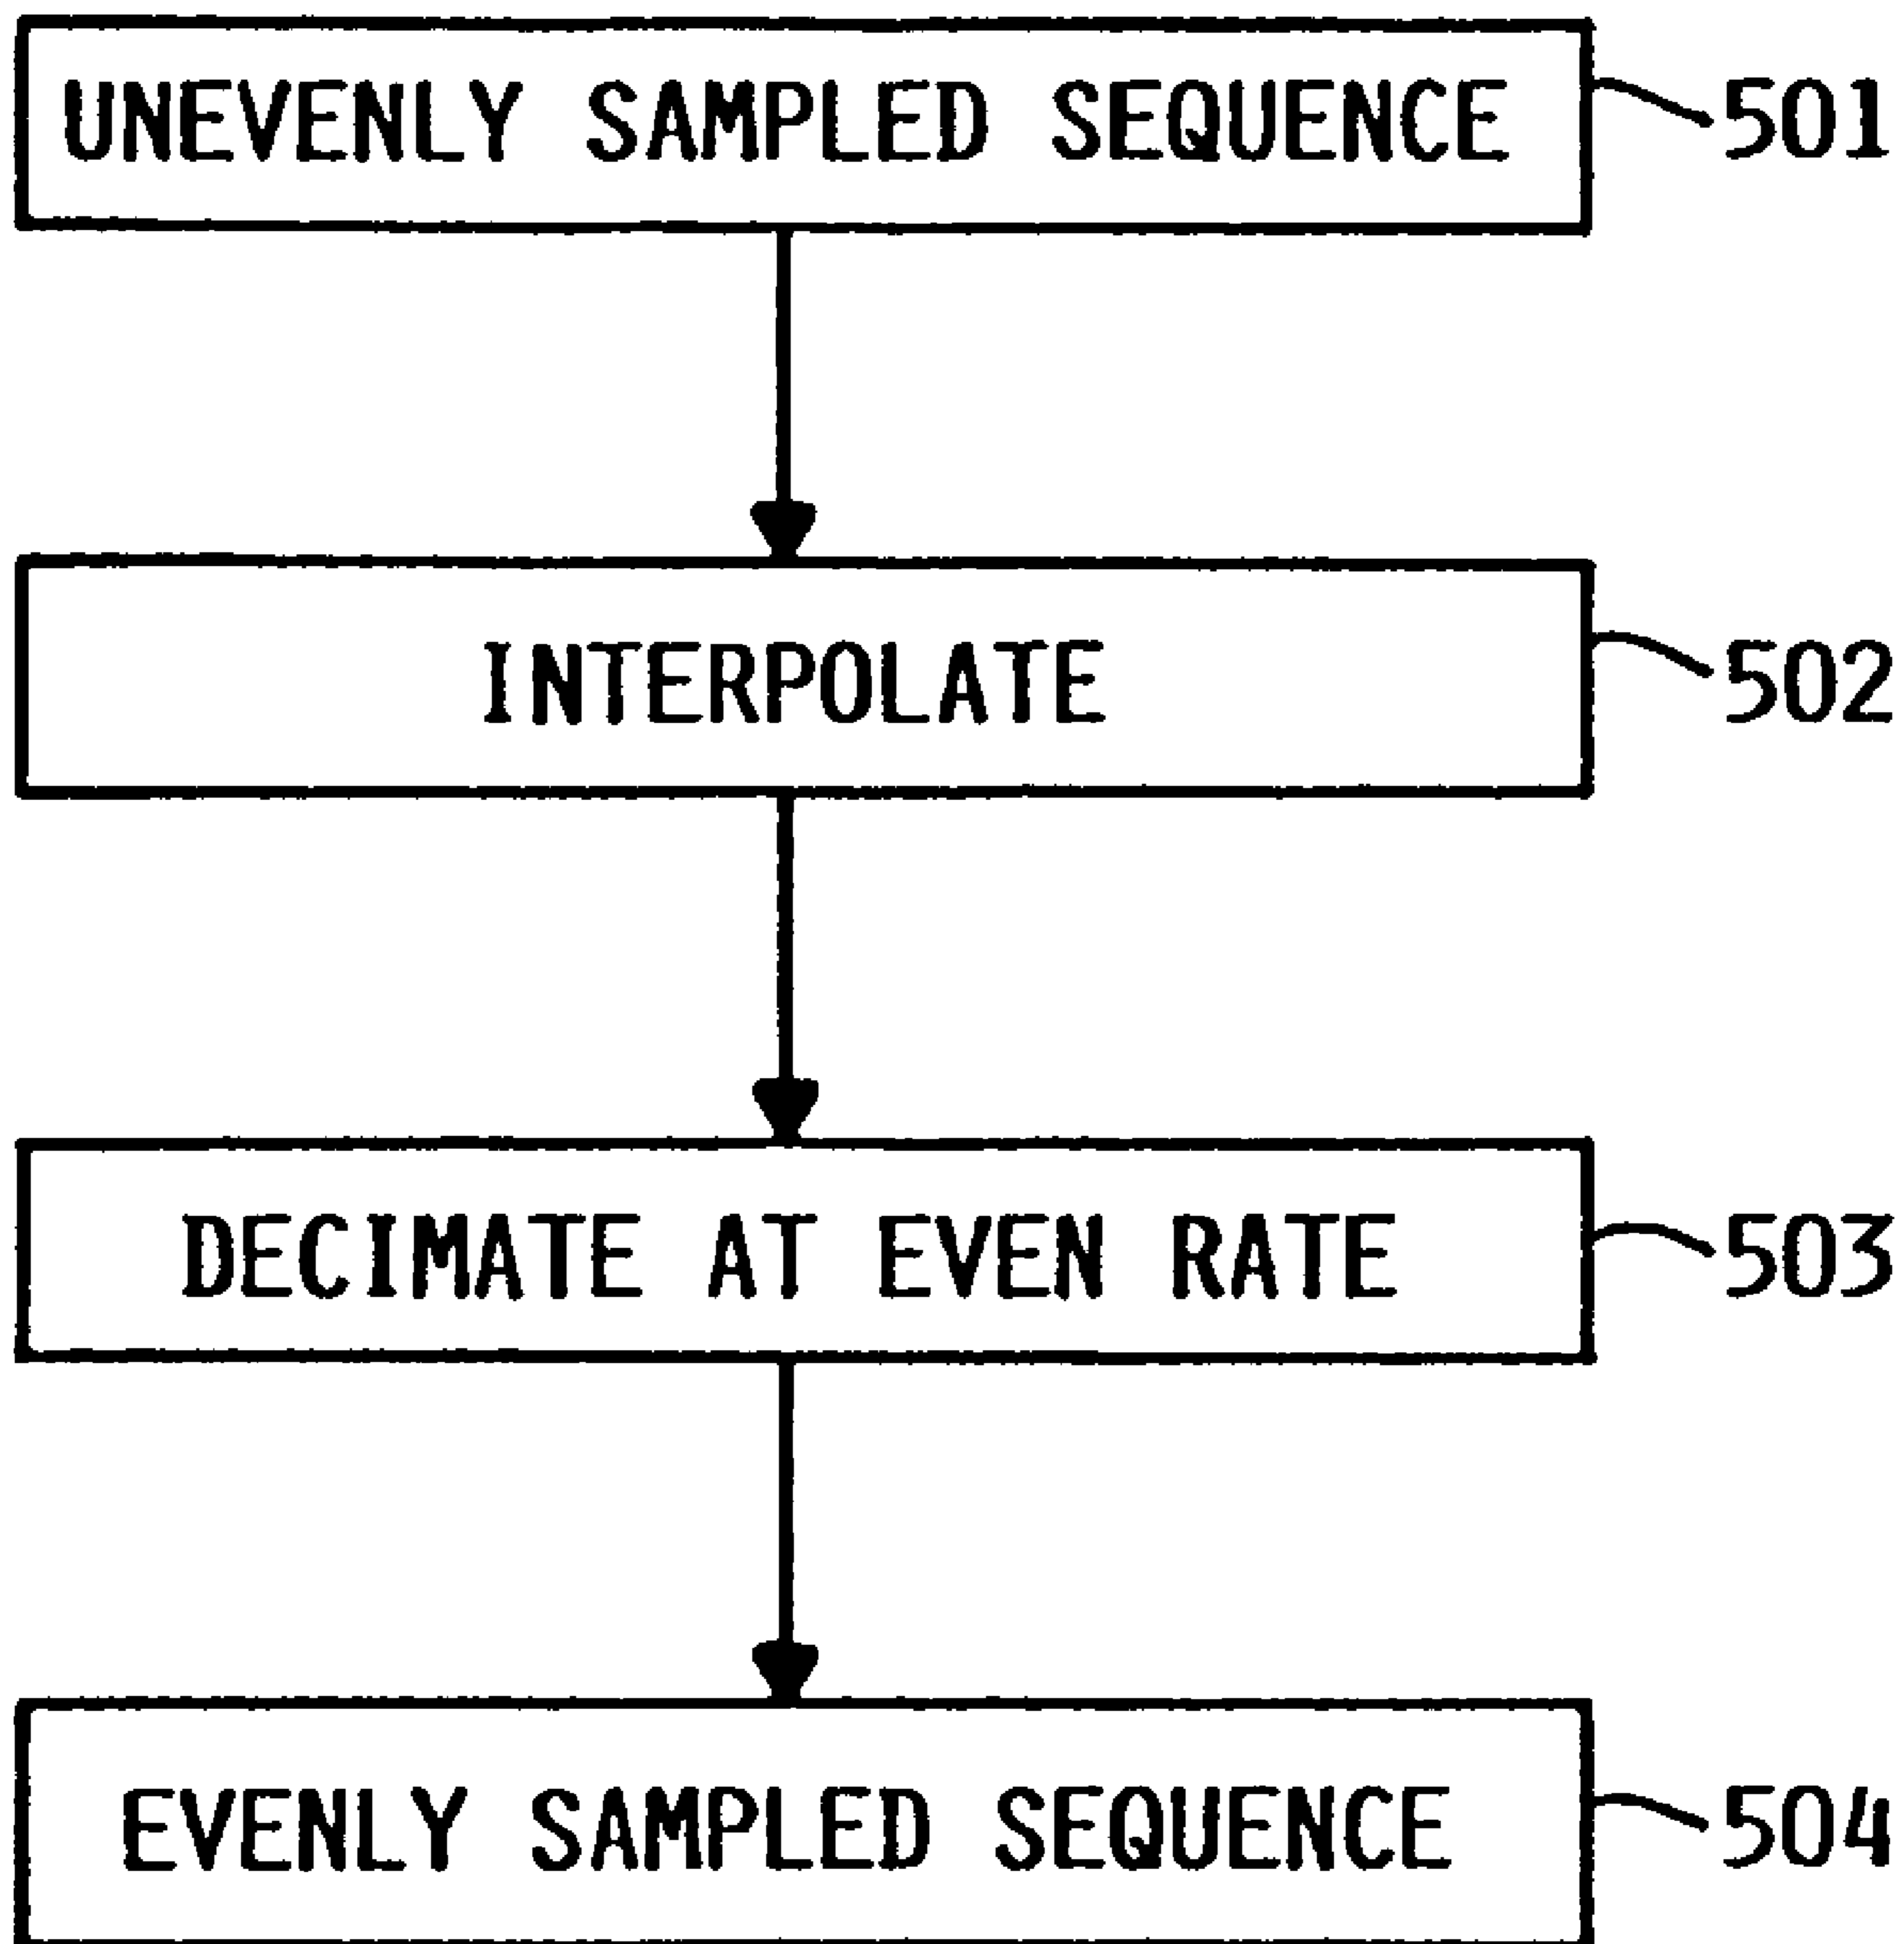 UNEVENLY SAMPLED SEQUENCE 501
INTERPOLATE 502
DECIMATE AT EVEN RATE 503
EVENLY SAMPLED SEQUENCE 504